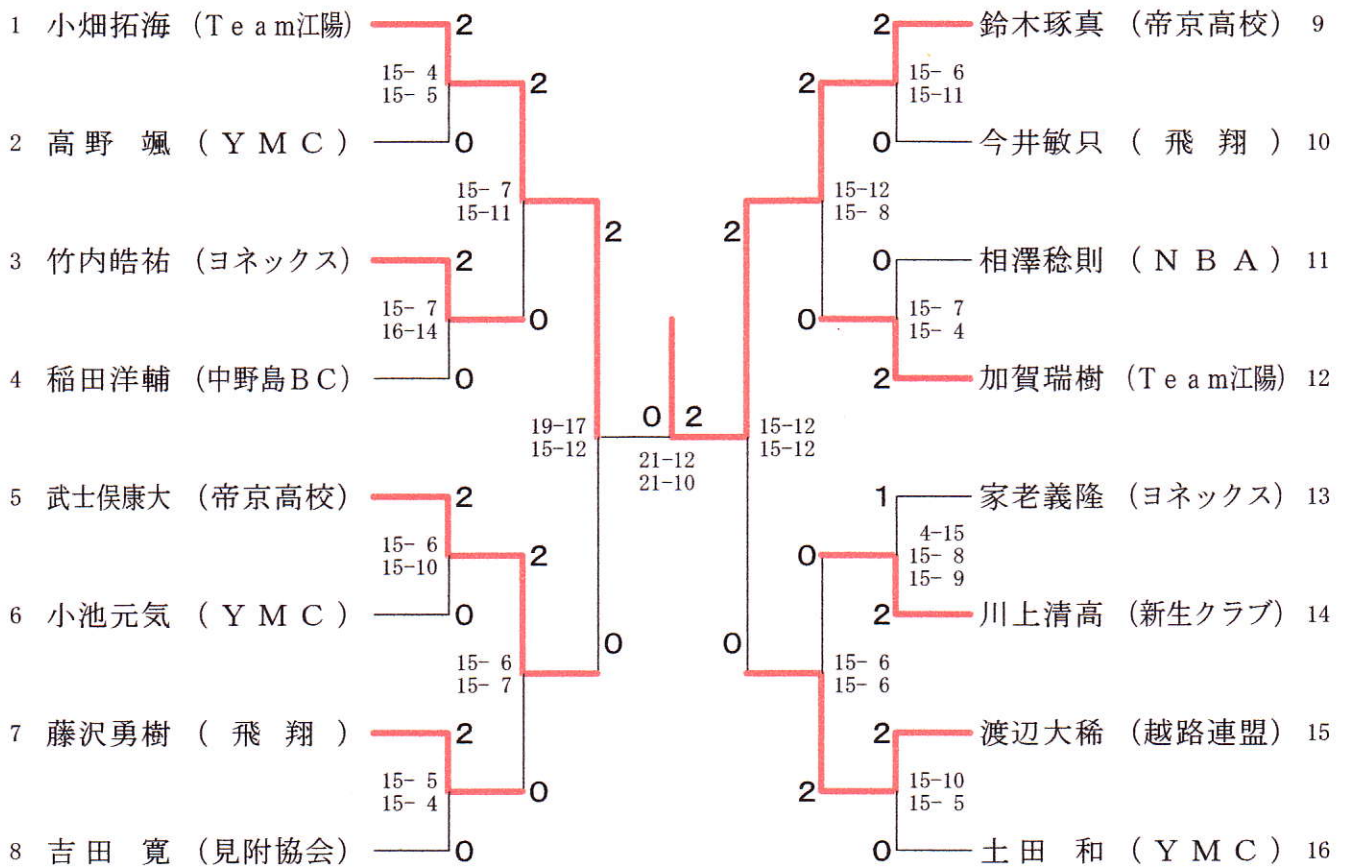 1 小畑拓海 (Team江陽) 2
15- 4
15- 5
2
2 高野 颯 (YMC) 0
15- 7
15-11
2
3 竹内皓祐 (ヨネックス) 2
15- 7
16-14
0
4 稲田洋輔 (中野島BC) 0
19-17
15-12
5 武士俣康大 (帝京高校) 2
15- 6
15-10
2
6 小池元気 (YMC) 0
15- 6
15- 7
0
7 藤沢勇樹 (飛翔) 2
15- 5
15- 4
0
8 吉田 寛 (見附協会) 0
0 2
21-12
21-10
2 鈴木琢真 (帝京高校) 9
15- 6
15-11
2
0 今井敏只 (飛翔) 10
15-12
15- 8
2
0 相澤稔則 (NBA) 11
15- 7
15- 4
0
2 加賀瑞樹 (Team江陽) 12
15-12
15-12
1 家老義隆 (ヨネックス) 13
4-15
15- 8
15- 9
0
2 川上清高 (新生クラブ) 14
15- 6
15- 6
0
2 渡辺大稀 (越路連盟) 15
15-10
15- 5
2
0 土田 和 (YMC) 16